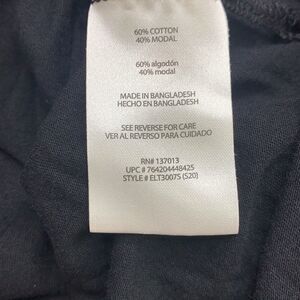 60% COTTON
40% MODAL
60% algodón
40% modal
MADE IN BANGLADESH
HECHO EN BANGLADESH
SEE REVERSE FOR CARE
VER AL REVERSO PARA CUIDADO
RN# 137013
UPC # 764204448425
STYLE # ELT30075 (S20)